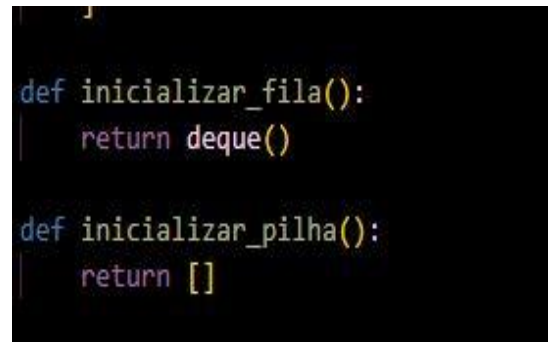 ]
def inicializar_fila():
    return deque()
def inicializar_pilha():
    return []